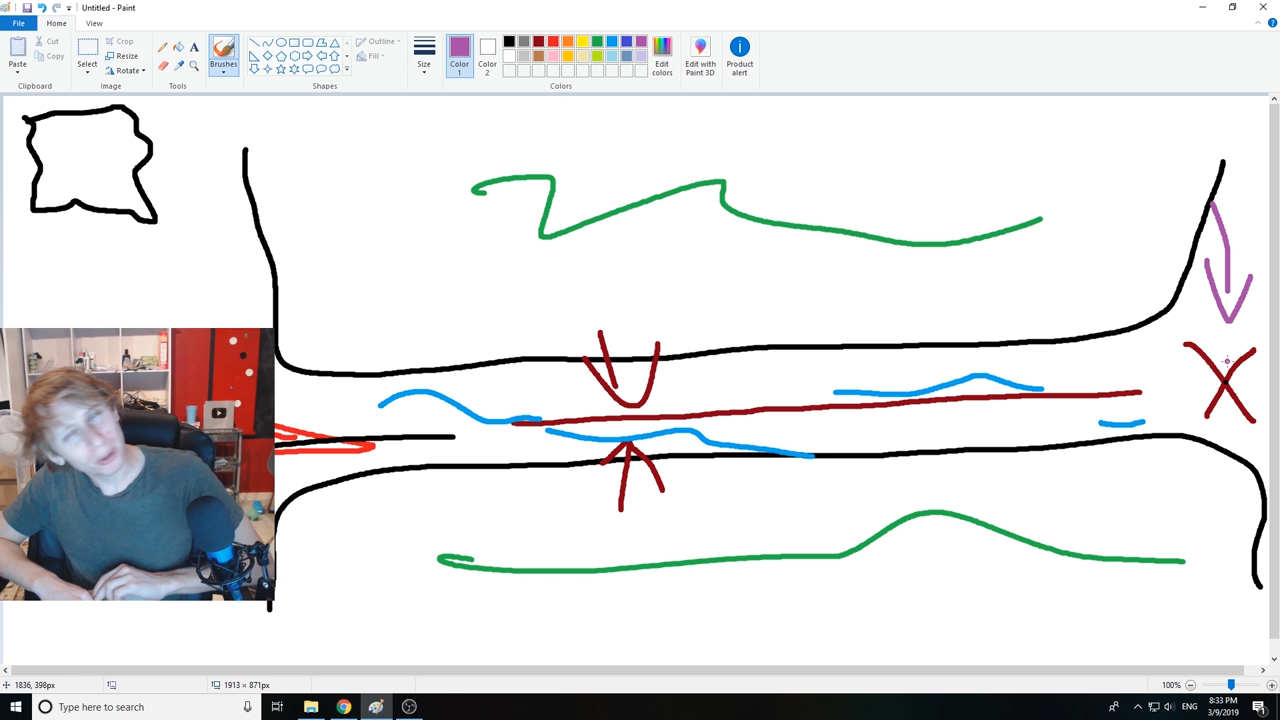 Untitled - Paint
File Home View
Paste Cut Copy Clipboard
Select Crop Resize Rotate Image
Tools
Brushes
Outline Fill Shapes
Size
Color 1 Color 2 Edit colors Colors
Edit with Paint 3D
Product alert
1836, 398px 1913 × 871px 100%
Type here to search
ENG 8:33 PM 3/9/2019